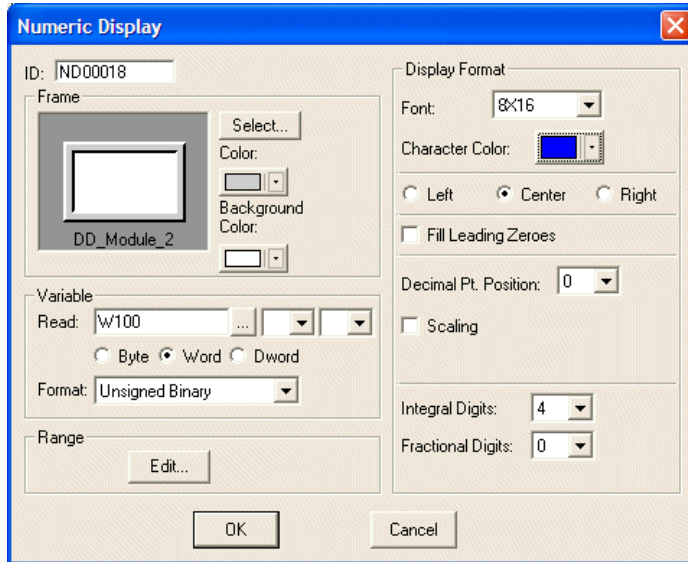 Numeric Display
ID: ND00018
Frame
Select...
Color:
Background
Color:
DD_Module_2
Variable
Read: W100 ...
Byte Word Dword
Format: Unsigned Binary
Range
Edit...
Display Format
Font: 8X16
Character Color:
Left Center Right
Fill Leading Zeroes
Decimal Pt. Position: 0
Scaling
Integral Digits: 4
Fractional Digits: 0
OK Cancel